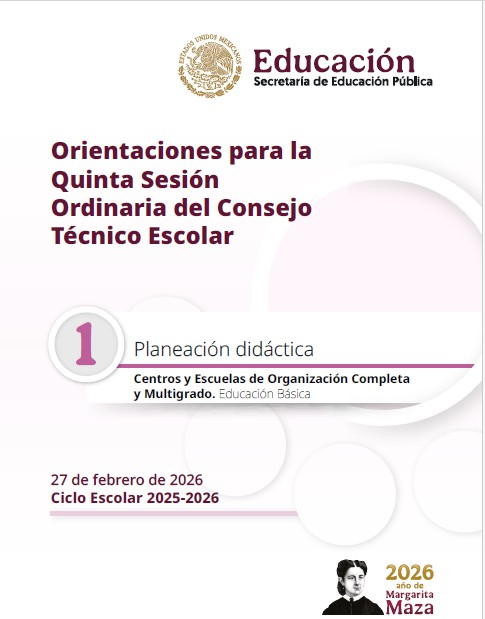 ESTADOS UNIDOS MEXICANOS
Educación
Secretaría de Educación Pública
Orientaciones para la
Quinta Sesión
Ordinaria del Consejo
Técnico Escolar
1
Planeación didáctica
Centros y Escuelas de Organización Completa
y Multigrado. Educación Básica
27 de febrero de 2026
Ciclo Escolar 2025-2026
2026
año de
Margarita
Maza